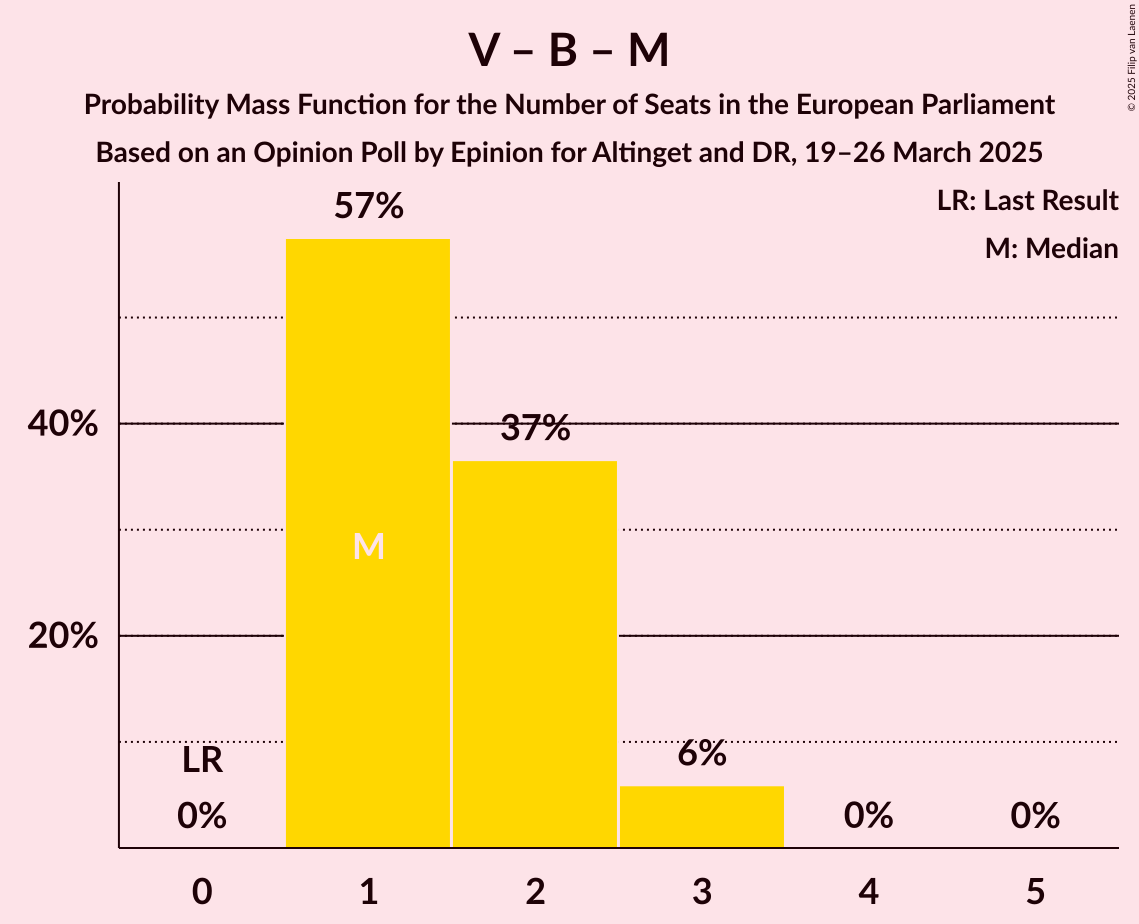 V – B – M
Probability Mass Function for the Number of Seats in the European Parliament
Based on an Opinion Poll by Epinion for Altinget and DR, 19–26 March 2025
© 2025 Filip van Laenen
LR: Last Result
M: Median
57%
40%
37%
M
20%
LR
6%
0%
0%
0%
0
1
2
3
4
5